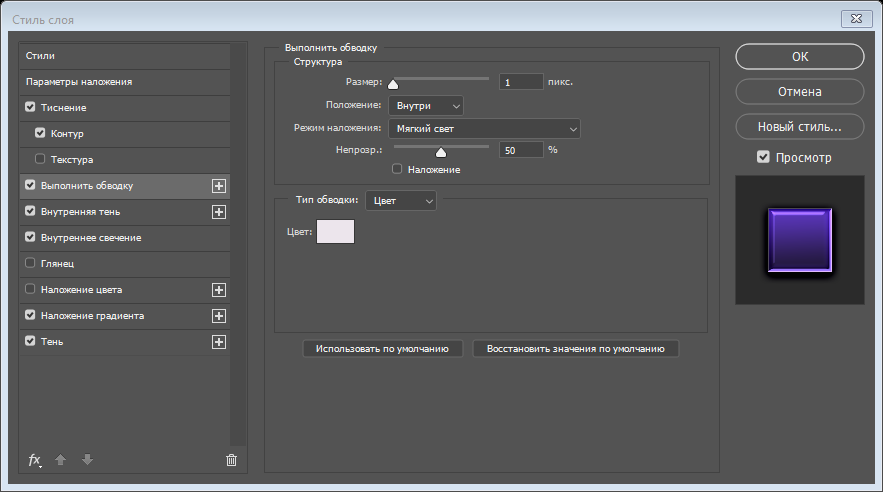 Стиль слоя
Стили
Параметры наложения
Тиснение
Контур
Текстура
Выполнить обводку
Внутренняя тень
Внутреннее свечение
Глянец
Наложение цвета
Наложение градиента
Тень
fx
Выполнить обводку
Структура
Размер: 1 пикс.
Положение: Внутри
Режим наложения: Мягкий свет
Непрозр.: 50 %
Наложение
Тип обводки: Цвет
Цвет:
Использовать по умолчанию
Восстановить значения по умолчанию
ОК
Отмена
Новый стиль...
Просмотр